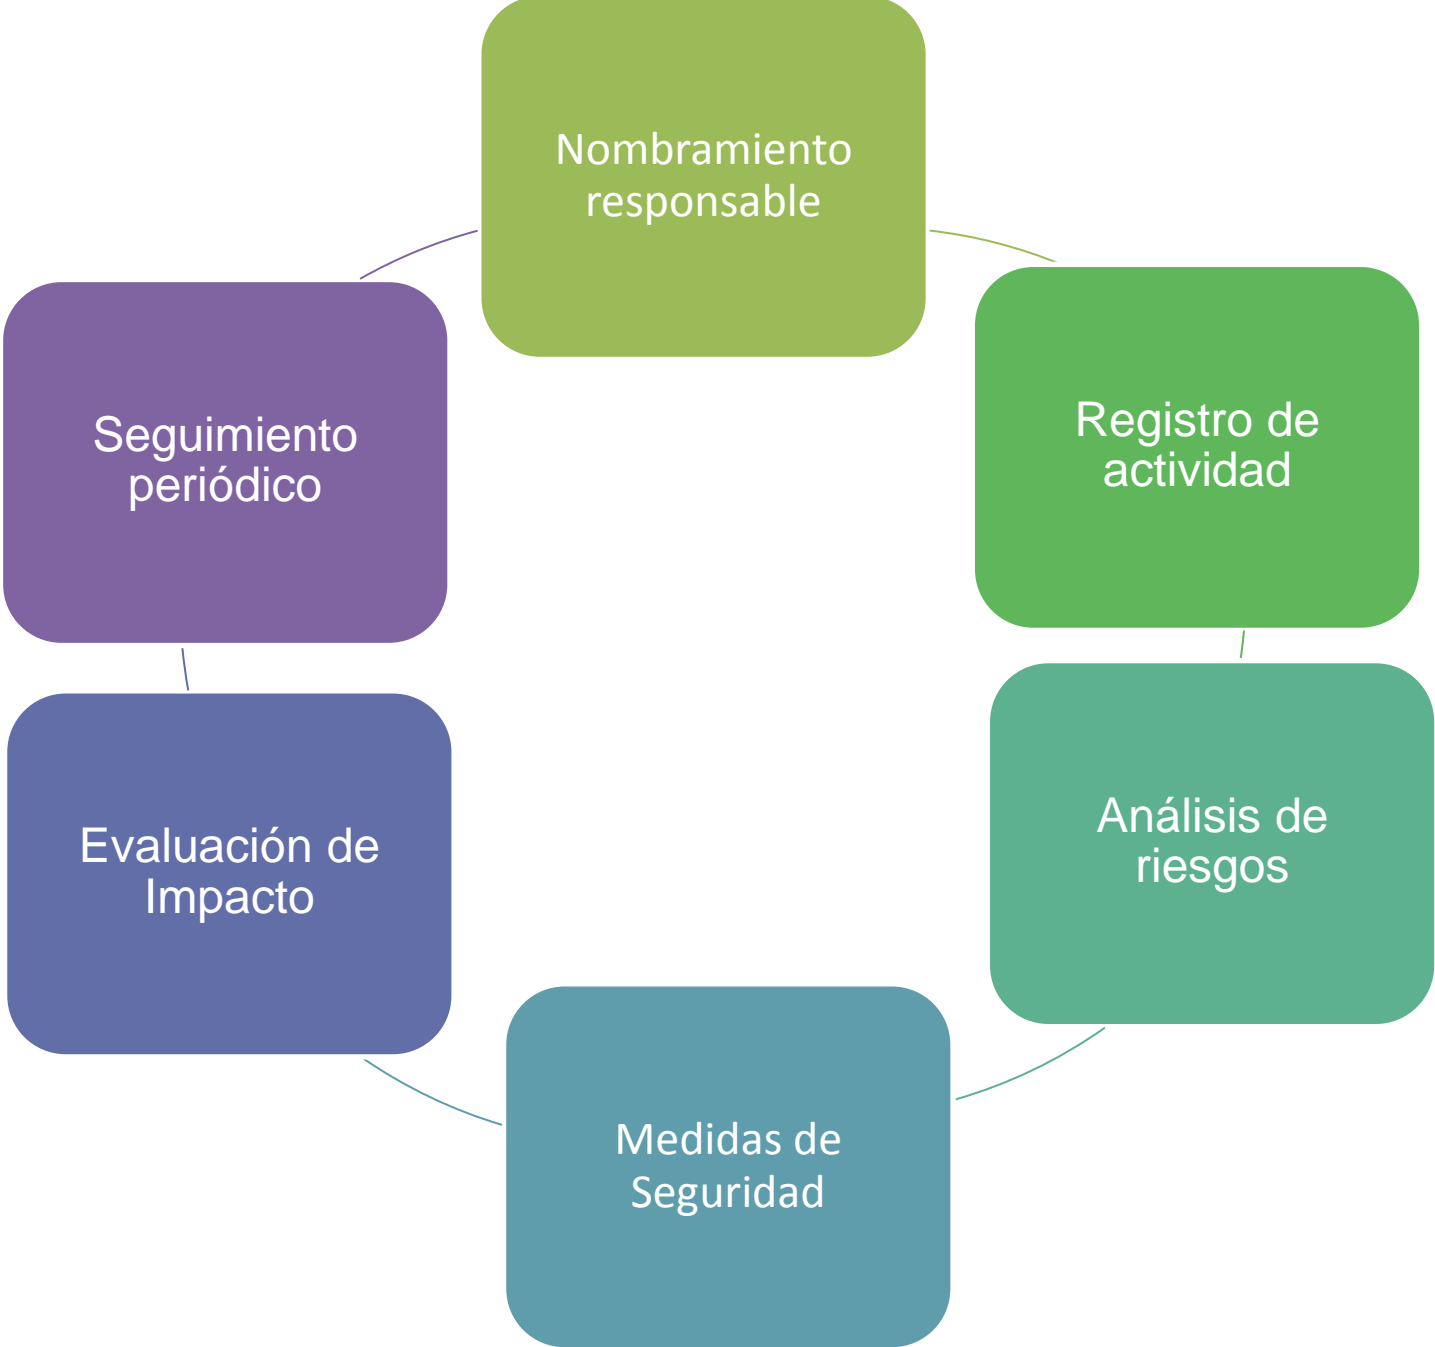 Nombramiento
responsable
Registro de
actividad
Análisis de
riesgos
Medidas de
Seguridad
Evaluación de
Impacto
Seguimiento
periódico